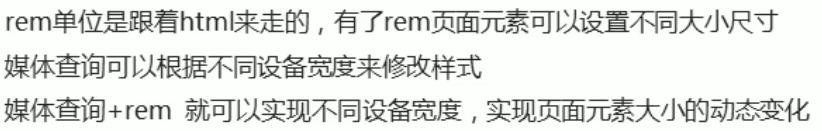 rem单位是跟着html来走的，有了rem页面元素可以设置不同大小尺寸
媒体查询可以根据不同设备宽度来修改样式
媒体查询+rem 就可以实现不同设备宽度，实现页面元素大小的动态变化